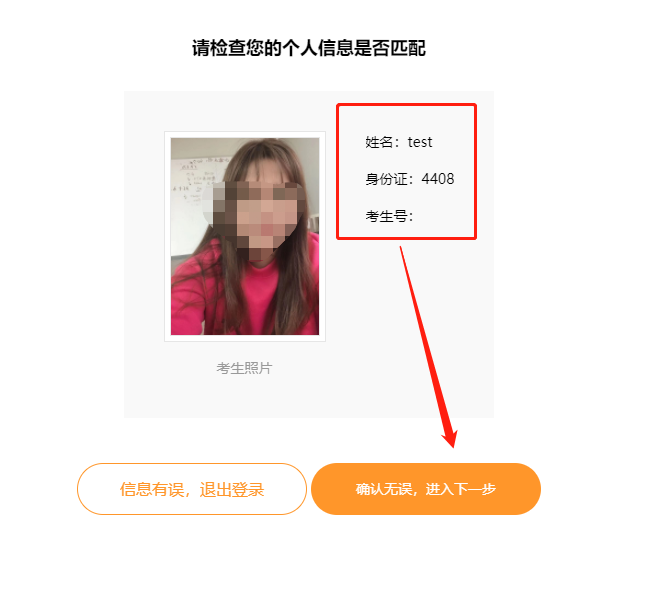 请检查您的个人信息是否匹配
姓名：test
身份证：4408
考生号：
考生照片
信息有误，退出登录
确认无误，进入下一步